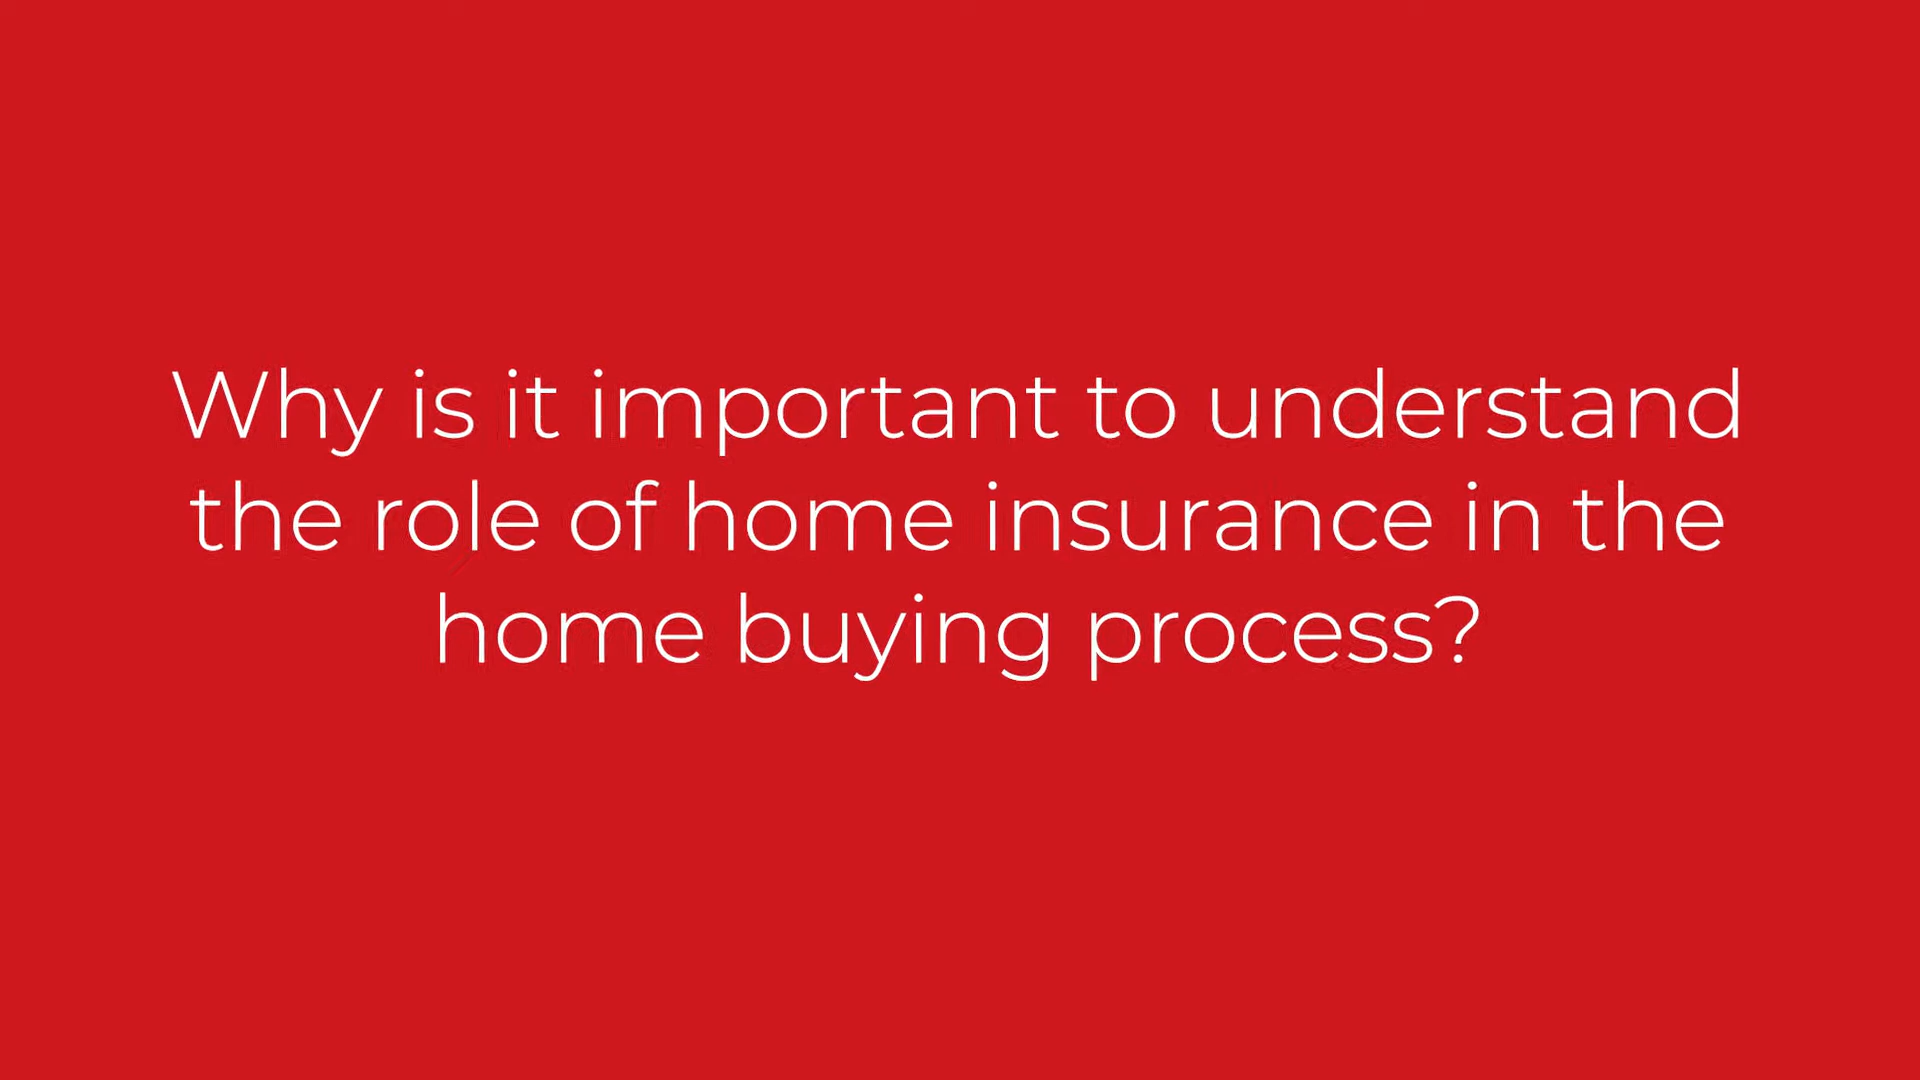 Why is it important to understand
the role of home insurance in the
home buying process?